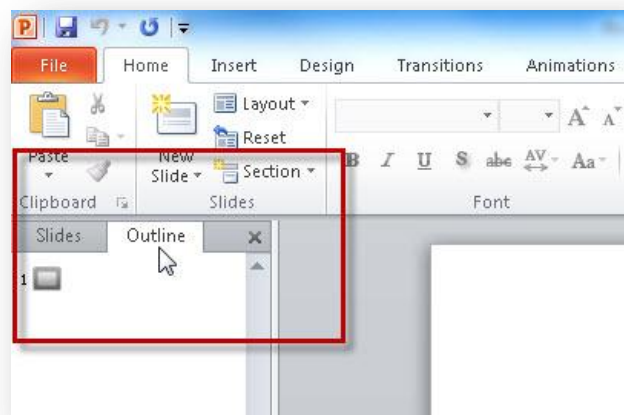 P
File Home Insert Design Transitions Animations
Paste
New Slide
Layout
Reset
Section
B I U S abc AV Aa A A
Clipboard Slides Font
Slides Outline
1